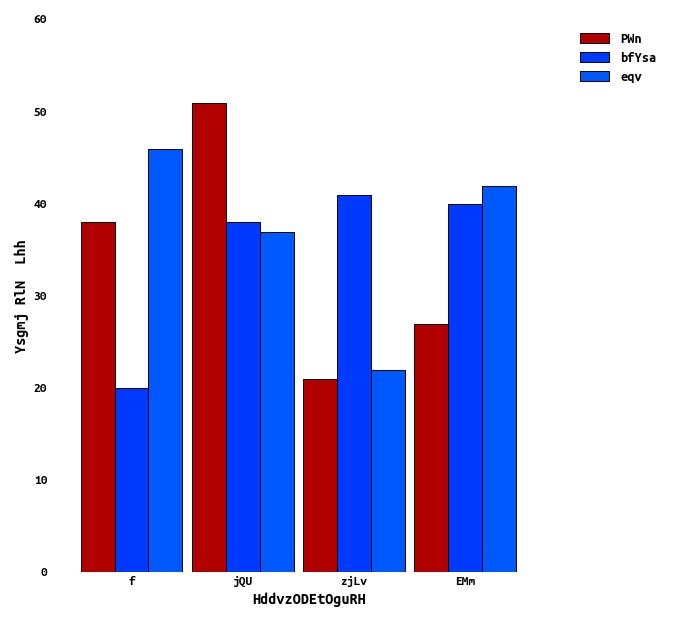 60
50
40
30
20
10
0
Ysgmj RlN  Lhh
f
jQU
zjLv
EMm
HddvzODEtOguRH
PWn
bfYsa
eqv